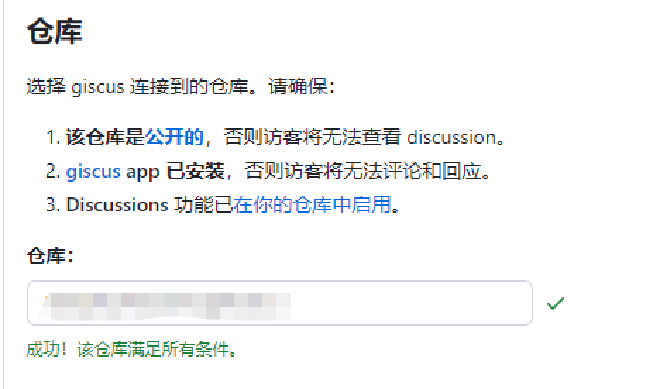 仓库
选择 giscus 连接到的仓库。请确保：
1. 该仓库是公开的，否则访客将无法查看 discussion。
2. giscus app 已安装，否则访客将无法评论和回应。
3. Discussions 功能已在你的仓库中启用。
仓库：
成功！该仓库满足所有条件。